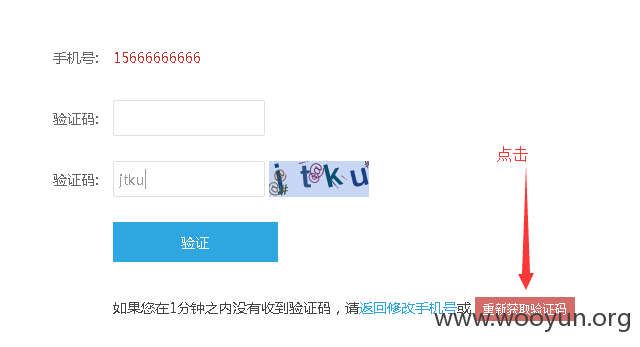 手机号: 15666666666
验证码:
点击
验证码: jtku jtku
验证
如果您在1分钟之内没有收到验证码，请返回修改手机号或 重新获取验证码
www.wooyun.org